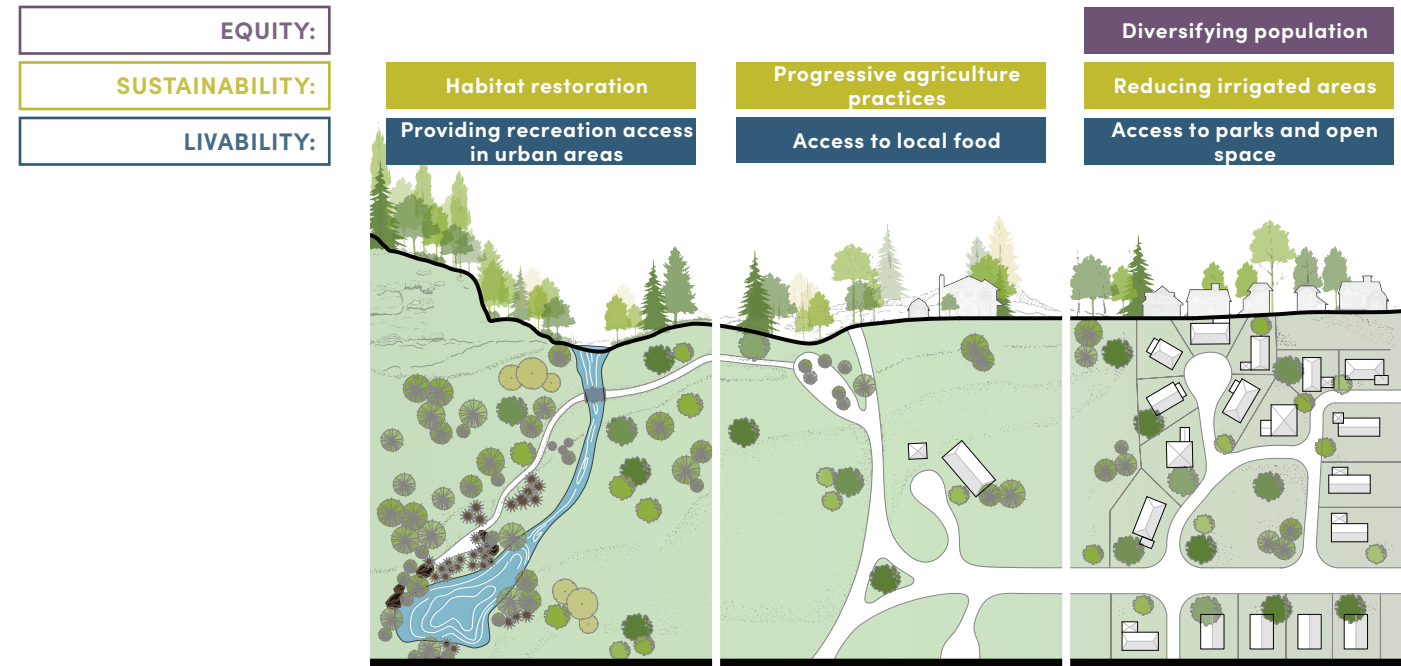 EQUITY:
Diversifying population
SUSTAINABILITY:
Habitat restoration
Progressive agriculture
practices
Reducing irrigated areas
LIVABILITY:
Providing recreation access
in urban areas
Access to local food
Access to parks and open
space